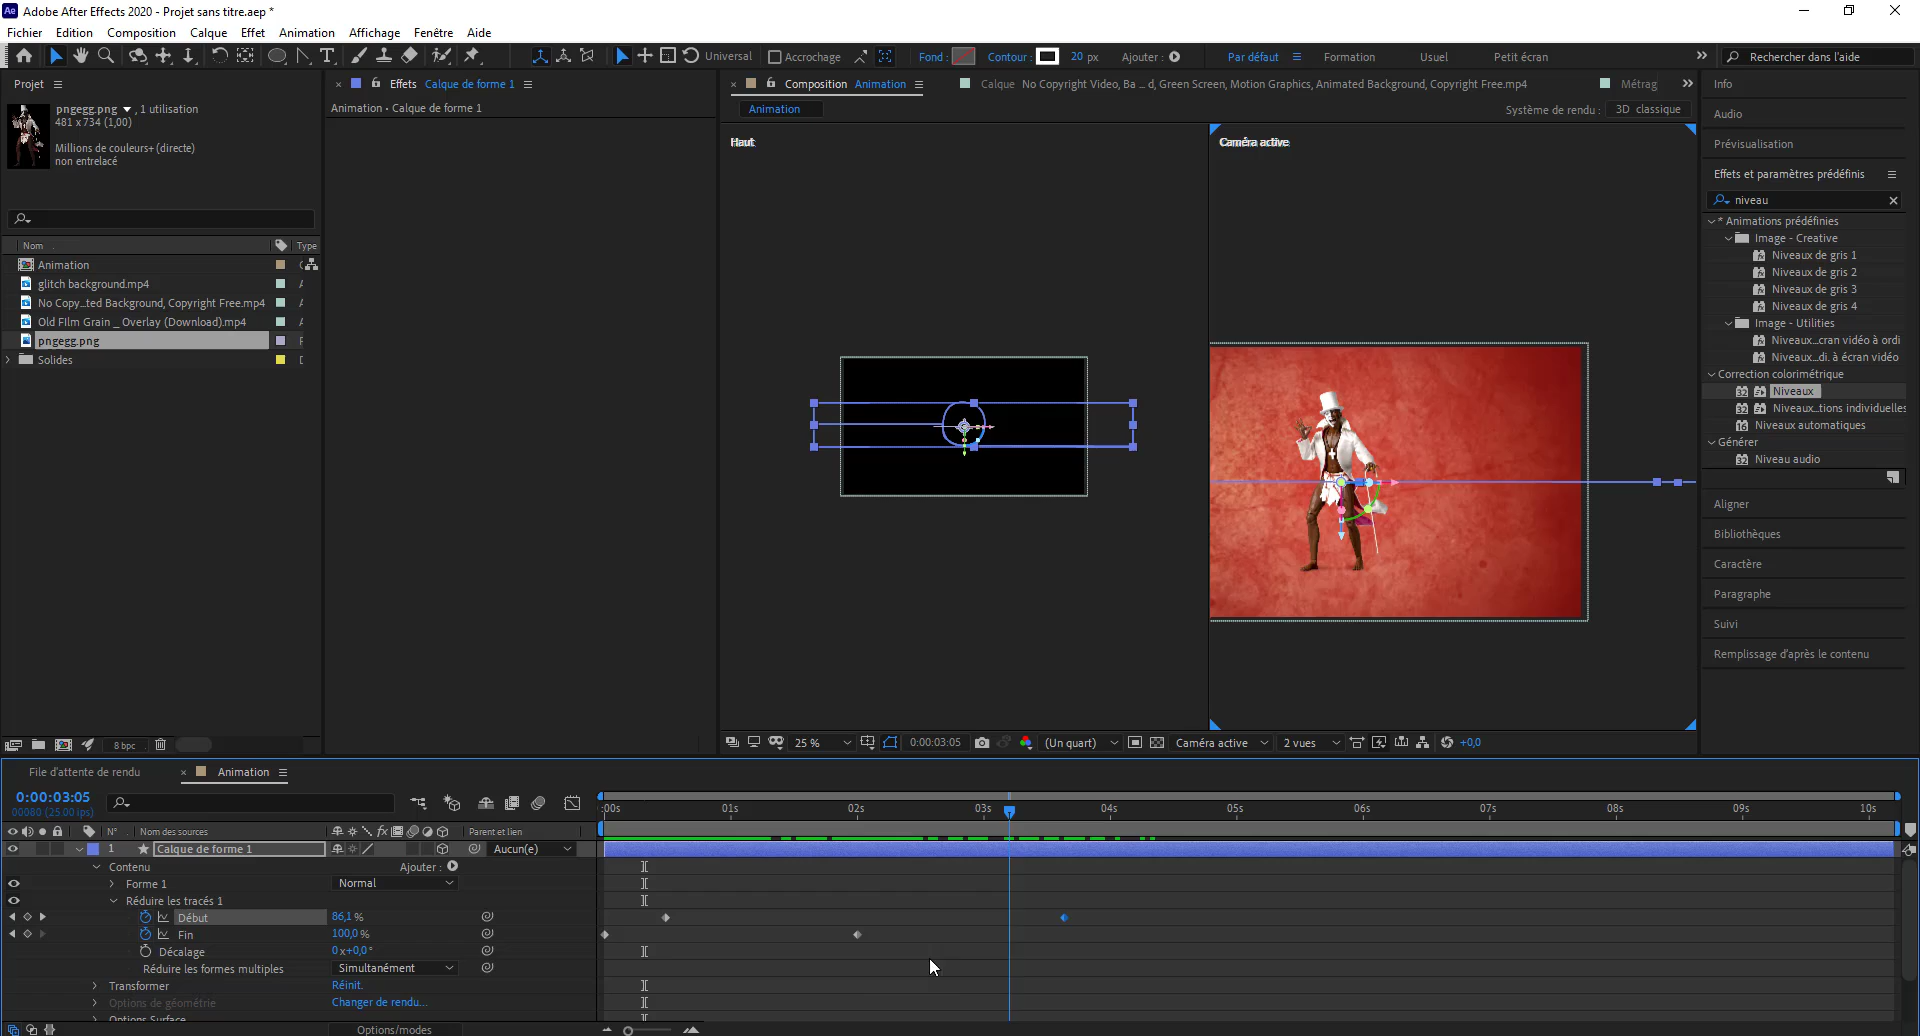 Adobe After Effects 2020 - Projet sans titre.aep *
Fichier Edition Composition Calque Effet Animation Affichage Fenêtre Aide
Universal Accrochage Fond : Contour : 20 px Ajouter : Par défaut Formation Usuel Petit écran Rechercher dans l'aide
Projet
pngegg.png , 1 utilisation
481 x 734 (1,00)
Millions de couleurs+ (directe)
non entrelacé
Nom Type
Animation
glitch background.mp4
No Copy...ted Background, Copyright Free.mp4
Old FIlm Grain _ Overlay (Download).mp4
pngegg.png
Solides
8 bpc
Effets Calque de forme 1
Animation • Calque de forme 1
Composition Animation
Calque No Copyright Video, Ba ... d, Green Screen, Motion Graphics, Animated Background, Copyright Free.mp4
Métrag
Animation
Système de rendu : 3D classique
Haut
Caméra active
25 % 0:00:03:05 (Un quart) Caméra active 2 vues +0,0
Info
Audio
Prévisualisation
Effets et paramètres prédéfinis
niveau
* Animations prédéfinies
Image - Creative
Niveaux de gris 1
Niveaux de gris 2
Niveaux de gris 3
Niveaux de gris 4
Image - Utilities
Niveaux...cran vidéo à ordi
Niveaux...di. à écran vidéo
Correction colorimétrique
Niveaux
Niveaux...tions individuelles
Niveaux automatiques
Générer
Niveau audio
Aligner
Bibliothèques
Caractère
Paragraphe
Suivi
Remplissage d'après le contenu
File d'attente de rendu Animation
0:00:03:05
00080 (25.00 ips)
:00s 01s 02s 03s 04s 05s 06s 07s 08s 09s 10s
N° Nom des sources Parent et lien
1 Calque de forme 1 Aucun(e)
Contenu Ajouter :
Forme 1 Normal
Réduire les tracés 1
Début 86,1 %
Fin 100,0 %
Décalage 0 x+0,0 °
Réduire les formes multiples Simultanément
Transformer Réinit.
Options de géométrie Changer de rendu...
Options Surface
Options/modes